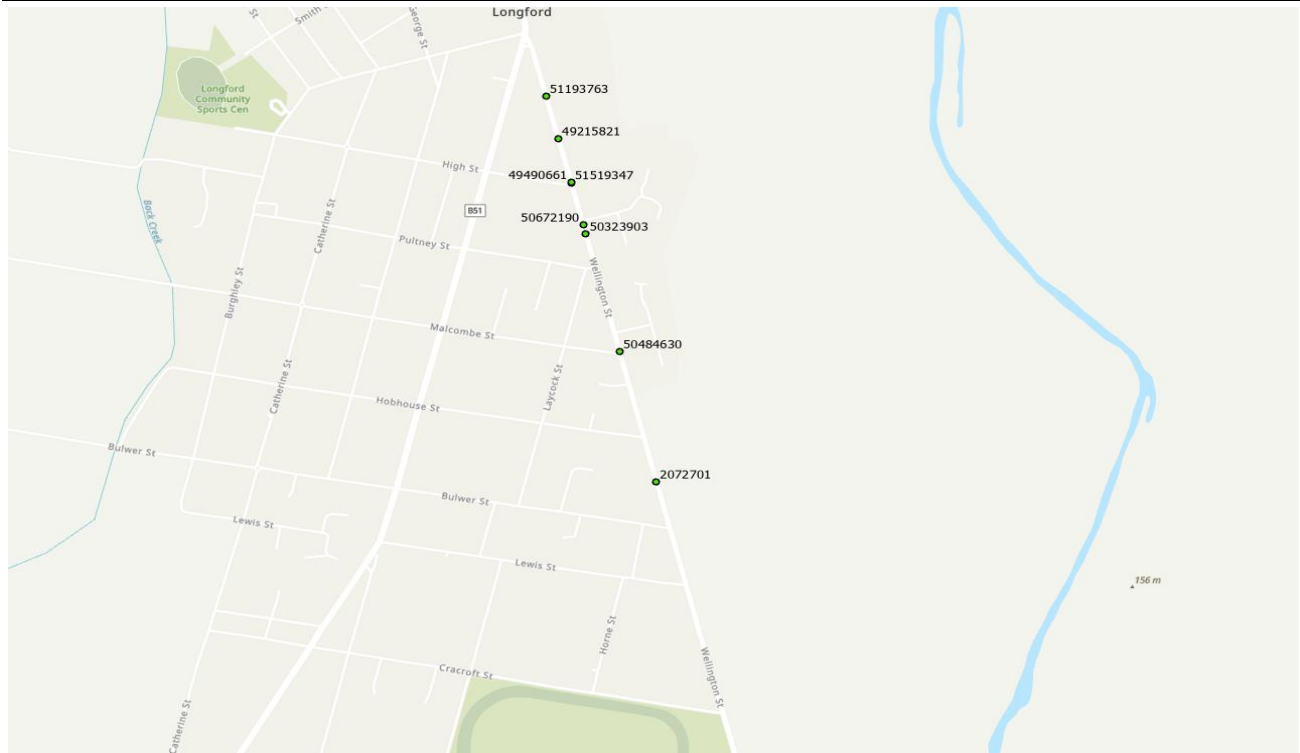 Longford
St
Smith
George St
Longford
Community
Sports Cen
51193763
49215821
High St
49490661
51519347
B51
Back Creek
Catherine St
50672190
50323903
Pultney St
Wellington St
Burghley St
Malcombe St
50484630
Catherine St
Laycock St
Hobhouse St
Bulwer St
2072701
Bulwer St
Lewis St
Lewis St
156 m
Horne St
Cracroft St
Wellington St
Catherine St